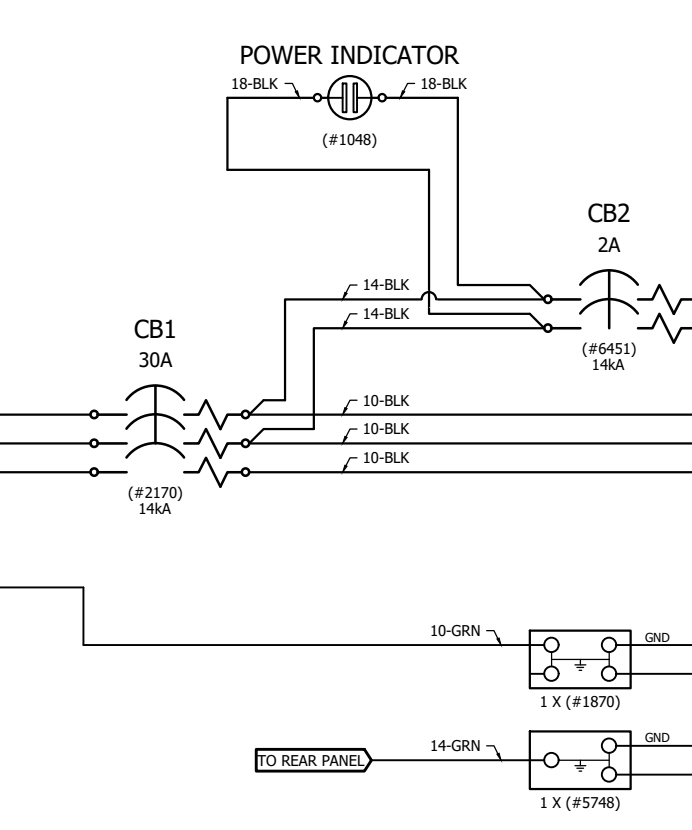 POWER INDICATOR
18-BLK
18-BLK
(#1048)
CB2
2A
14-BLK
14-BLK
CB1
30A
(#6451)
14kA
10-BLK
10-BLK
10-BLK
(#2170)
14kA
10-GRN
GND
1 X (#1870)
14-GRN
GND
TO REAR PANEL
1 X (#5748)